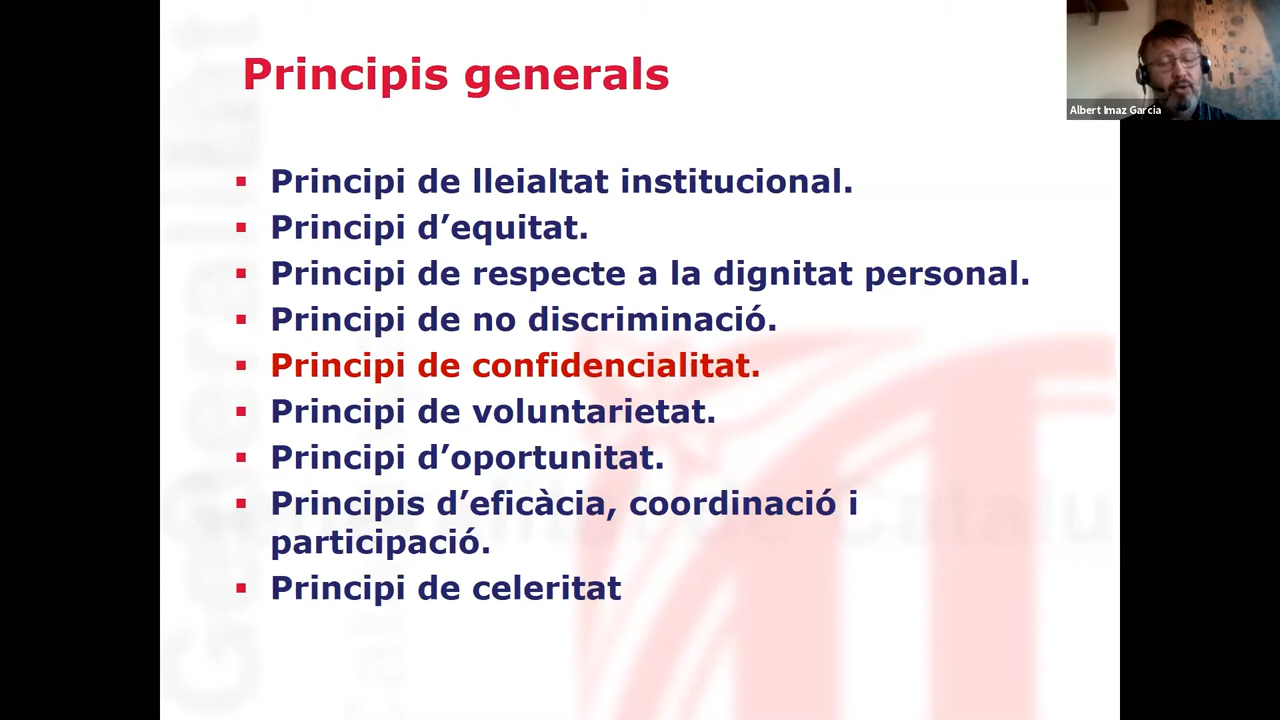 Principis generals
Albert Imaz Garcia
Principi de lleialtat institucional.
Principi d’equitat.
Principi de respecte a la dignitat personal.
Principi de no discriminació.
Principi de confidencialitat.
Principi de voluntarietat.
Principi d’oportunitat.
Principis d’eficàcia, coordinació i
participació.
Principi de celeritat